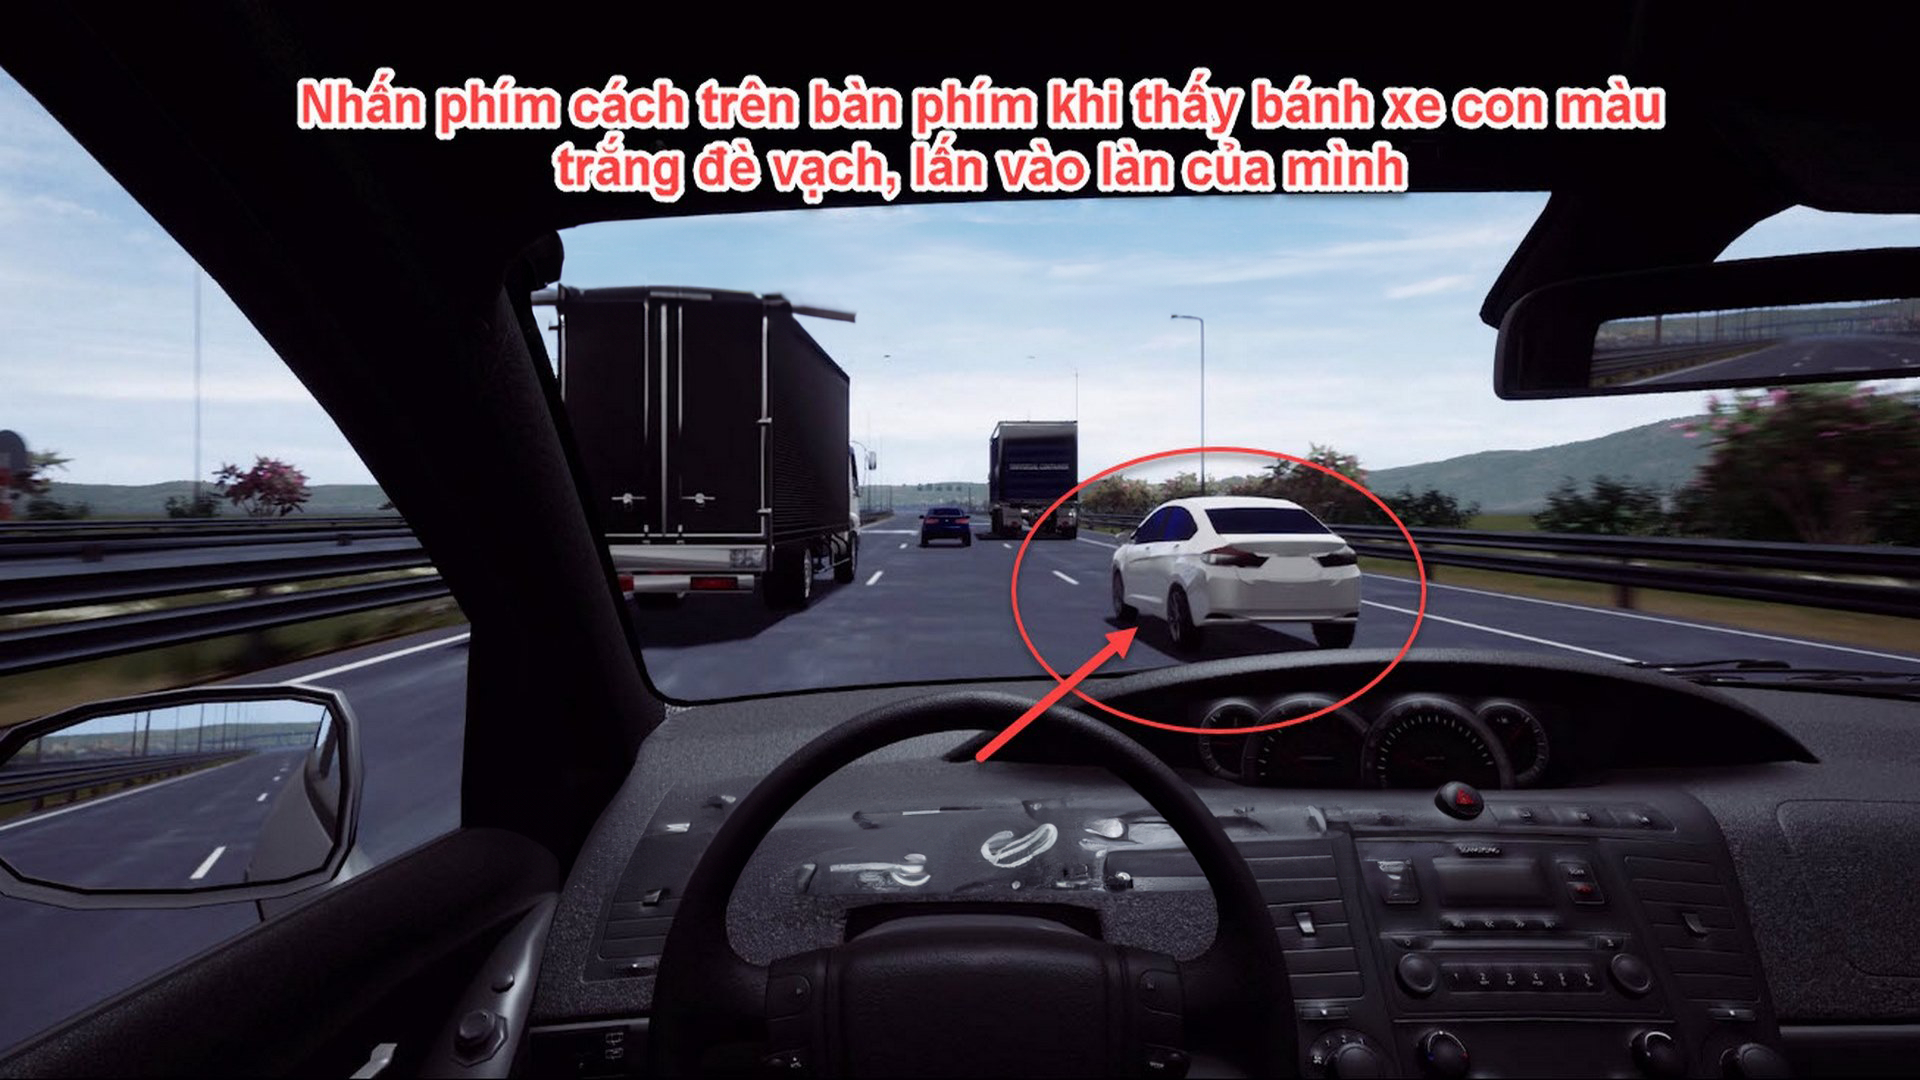 Nhấn phím cách trên bàn phím khi thấy bánh xe con màu
trắng đè vạch, lấn vào làn của mình